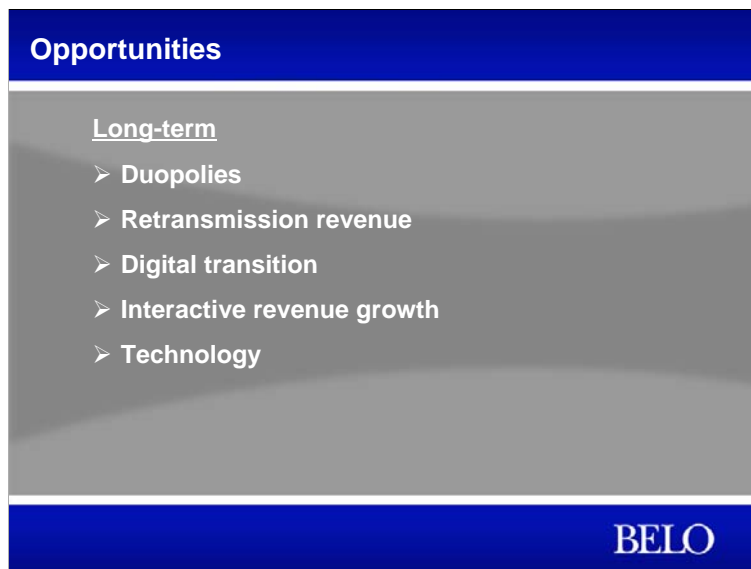 Opportunities
Long-term
➢ Duopolies
➢ Retransmission revenue
➢ Digital transition
➢ Interactive revenue growth
➢ Technology
BELO